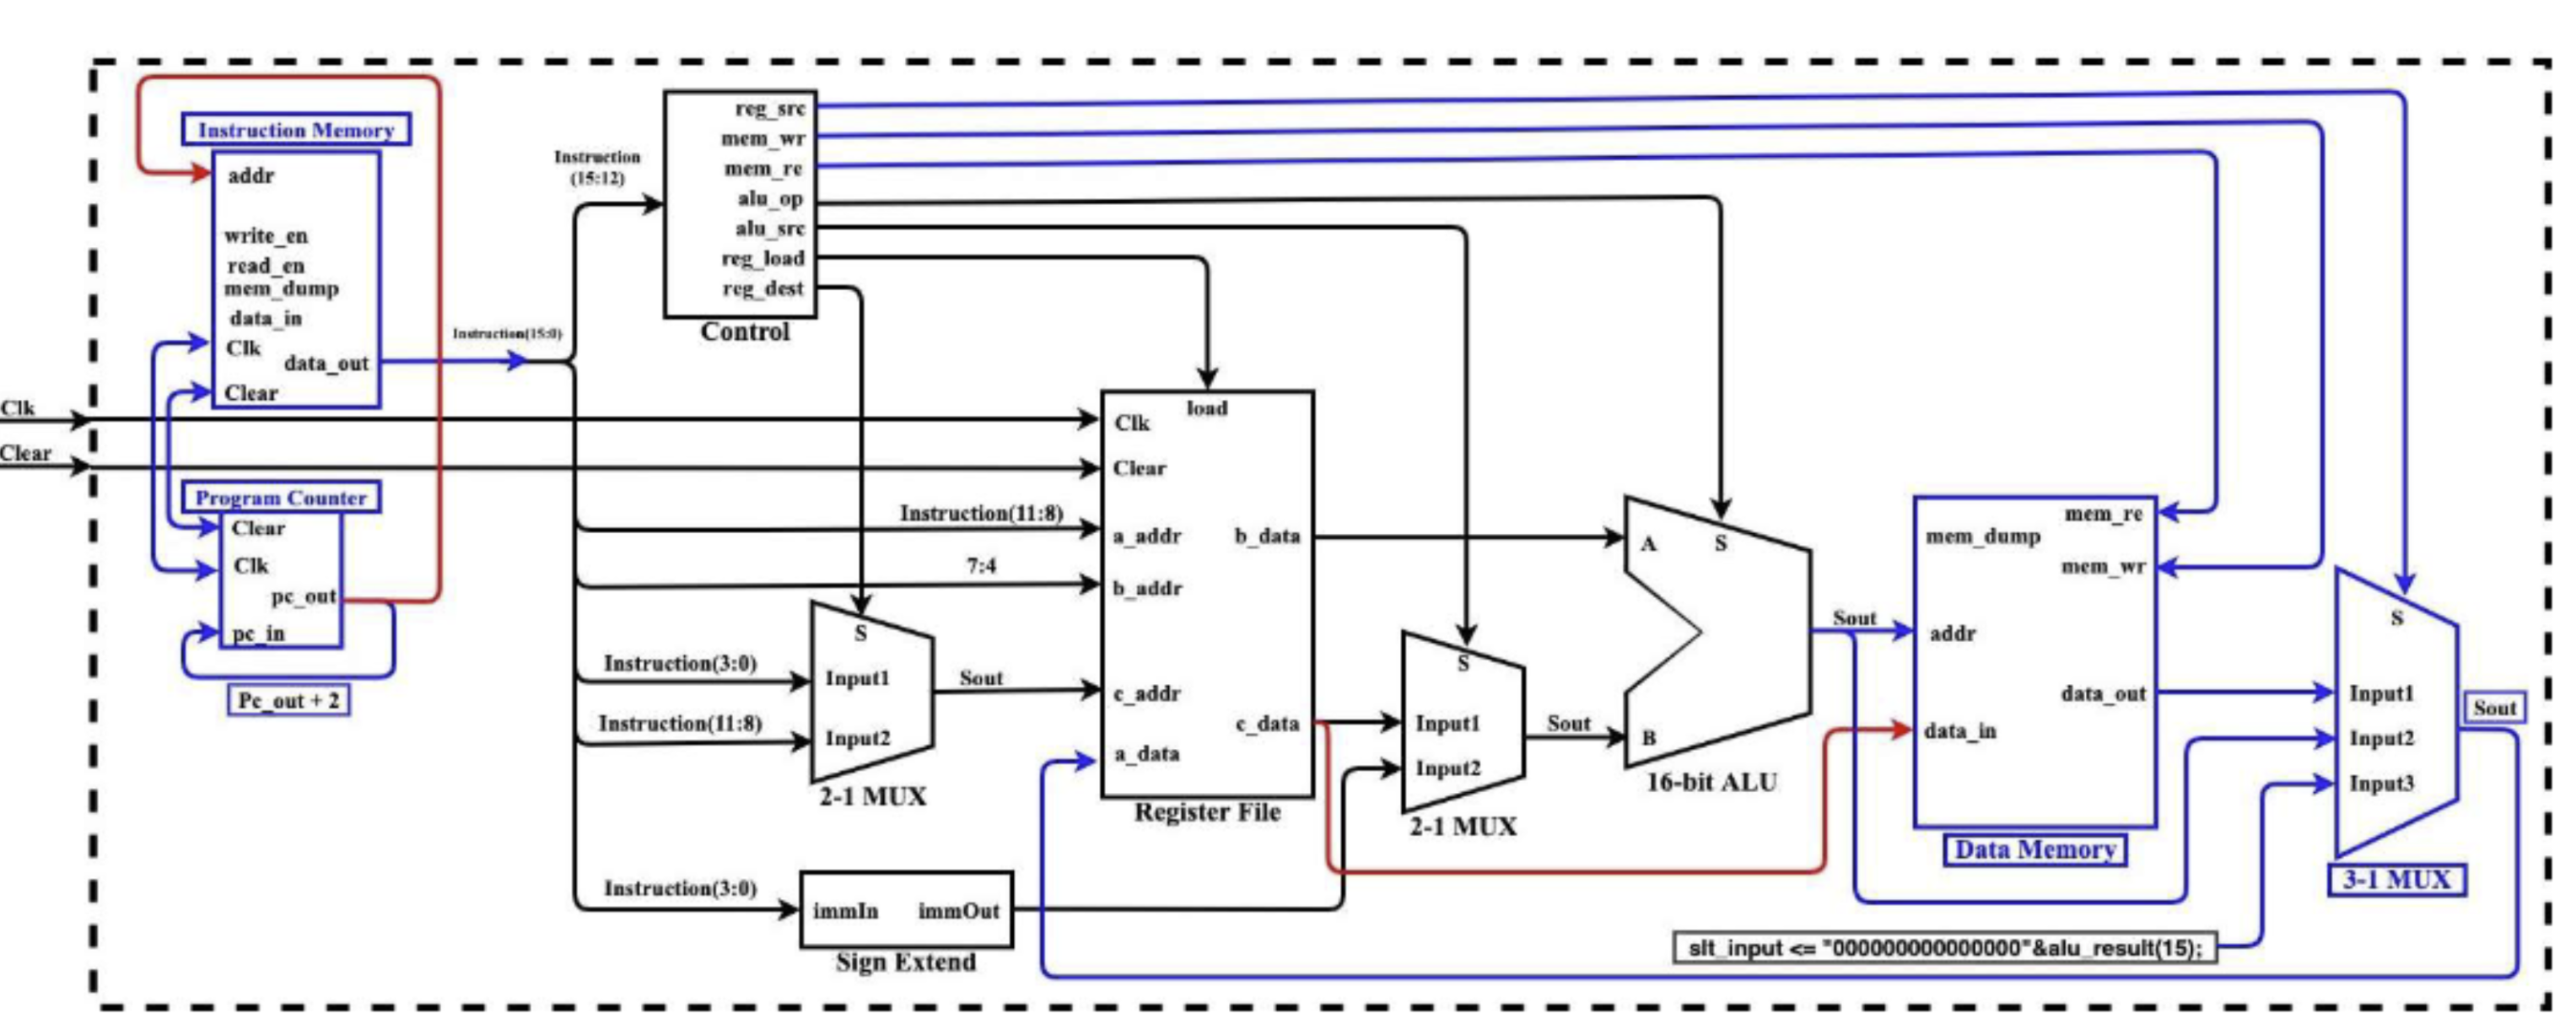 Instruction Memory
addr
write_en
read_en
mem_dump
data_in
Clk
data_out
Clear
Clk
Clear
Program Counter
Clear
Clk
pc_out
pc_in
Pc_out + 2
Instruction(15:0)
Instruction
(15:12)
reg_src
mem_wr
mem_re
alu_op
alu_src
reg_load
reg_dest
Control
Instruction(11:8)
7:4
Instruction(3:0)
Instruction(11:8)
S
Input1
Input2
2-1 MUX
Sout
Instruction(3:0)
immIn immOut
Sign Extend
load
Clk
Clear
a_addr
b_data
b_addr
c_addr
c_data
a_data
Register File
S
Input1
Input2
2-1 MUX
Sout
A
S
B
16-bit ALU
Sout
mem_re
mem_dump
mem_wr
addr
data_out
data_in
Data Memory
S
Input1
Input2
Input3
3-1 MUX
Sout
slt_input <= "000000000000000"&alu_result(15);